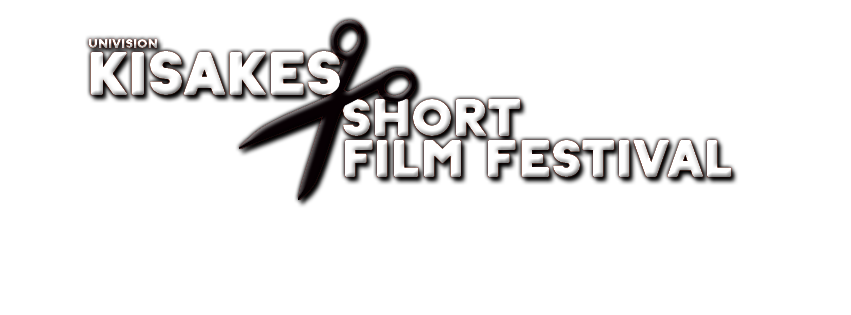 UNIVISION
KISAKES
SHORT
FILM FESTIVAL